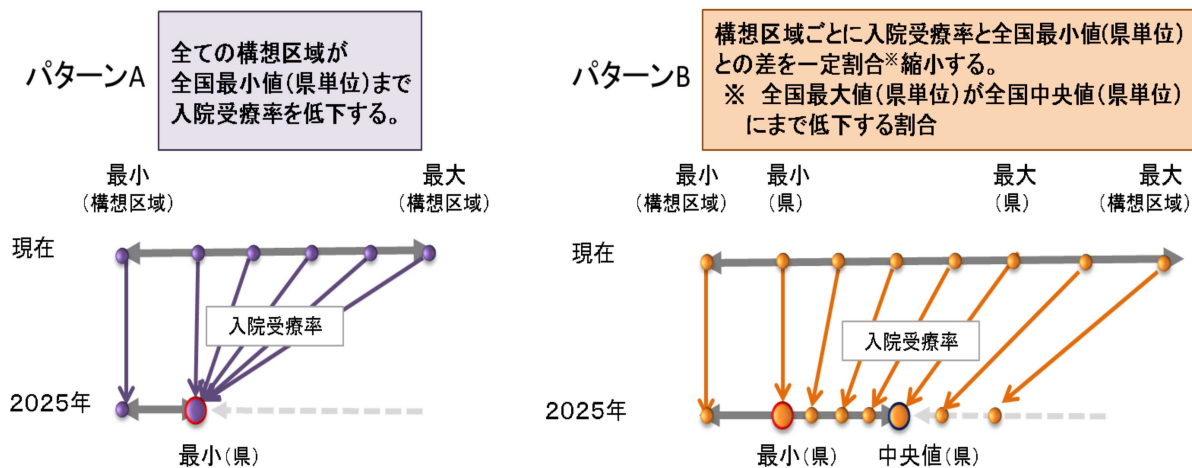 パターンA
全ての構想区域が
全国最小値(県単位)まで
入院受療率を低下する。
最小
(構想区域)
最大
(構想区域)
現在
入院受療率
2025年
最小(県)
パターンB
構想区域ごとに入院受療率と全国最小値(県単位)
との差を一定割合※縮小する。
※ 全国最大値(県単位)が全国中央値(県単位)
にまで低下する割合
最小
(構想区域)
最小
(県)
最大
(県)
最大
(構想区域)
現在
入院受療率
2025年
最小(県)
中央値(県)